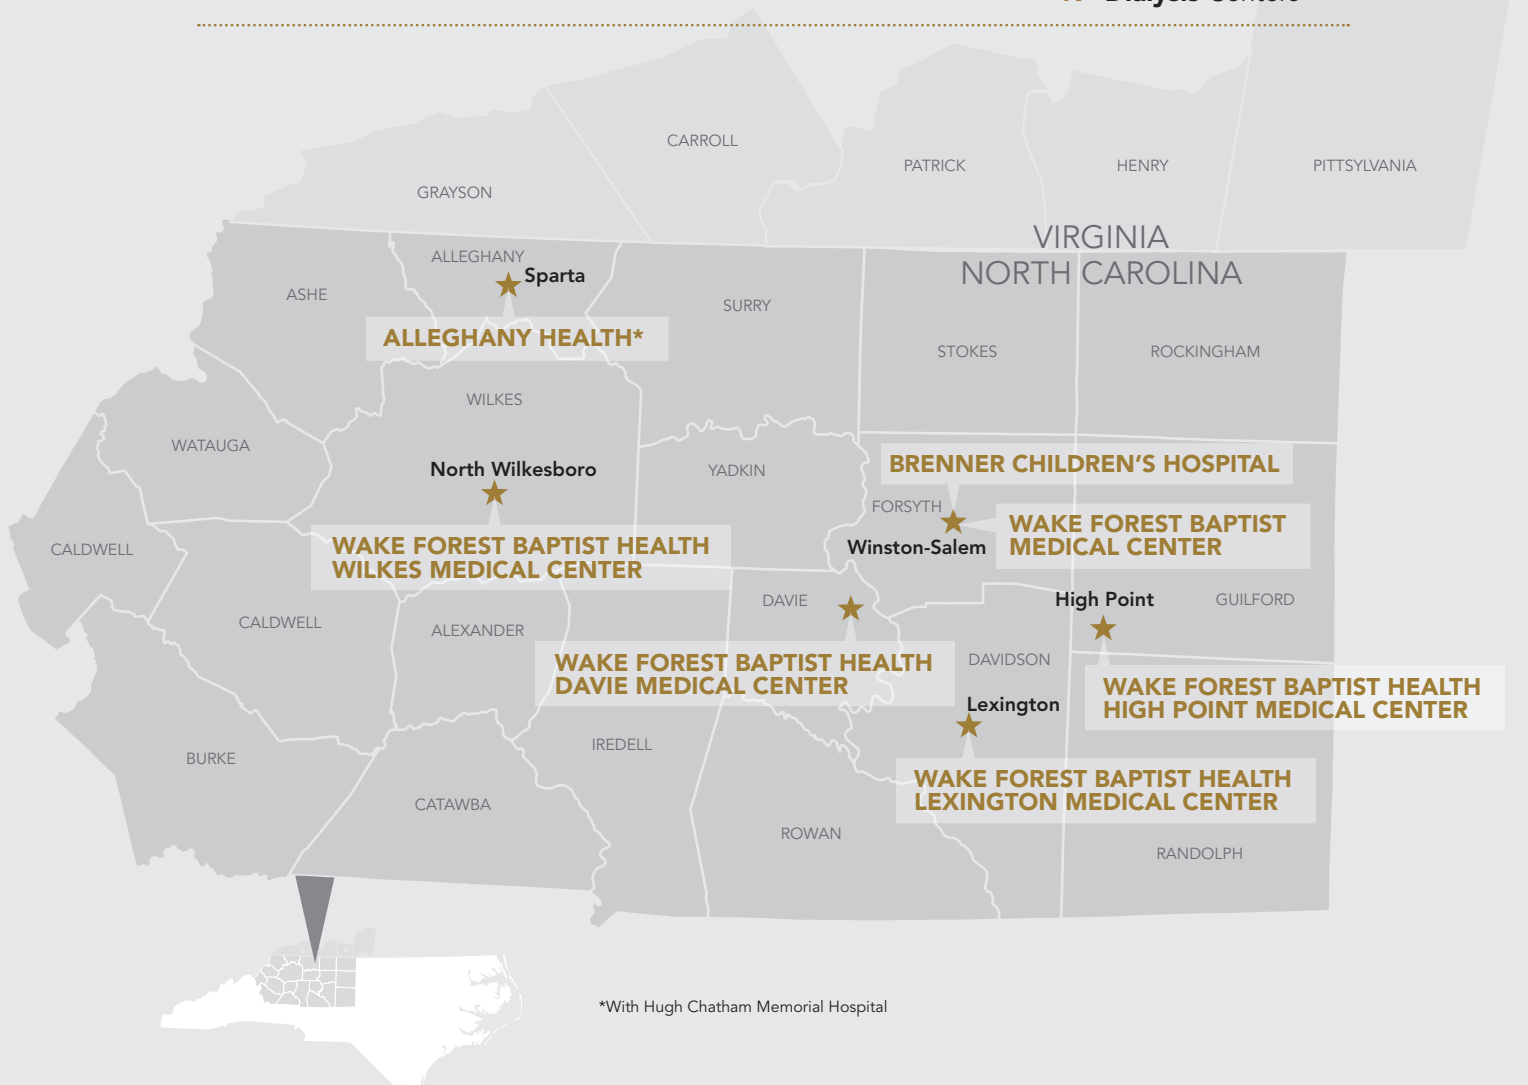 CARROLL
PATRICK
HENRY
PITTSYLVANIA
GRAYSON
VIRGINIA
NORTH CAROLINA
ALLEGHANY
Sparta
ASHE
SURRY
ALLEGHANY HEALTH*
STOKES
ROCKINGHAM
WILKES
WATAUGA
North Wilkesboro
YADKIN
BRENNER CHILDREN'S HOSPITAL
FORSYTH
WAKE FOREST BAPTIST
MEDICAL CENTER
Winston-Salem
CALDWELL
WAKE FOREST BAPTIST HEALTH
WILKES MEDICAL CENTER
DAVIE
High Point
GUILFORD
CALDWELL
ALEXANDER
WAKE FOREST BAPTIST HEALTH
DAVIE MEDICAL CENTER
DAVIDSON
WAKE FOREST BAPTIST HEALTH
HIGH POINT MEDICAL CENTER
Lexington
IREDELL
BURKE
WAKE FOREST BAPTIST HEALTH
LEXINGTON MEDICAL CENTER
CATAWBA
ROWAN
RANDOLPH
*With Hugh Chatham Memorial Hospital